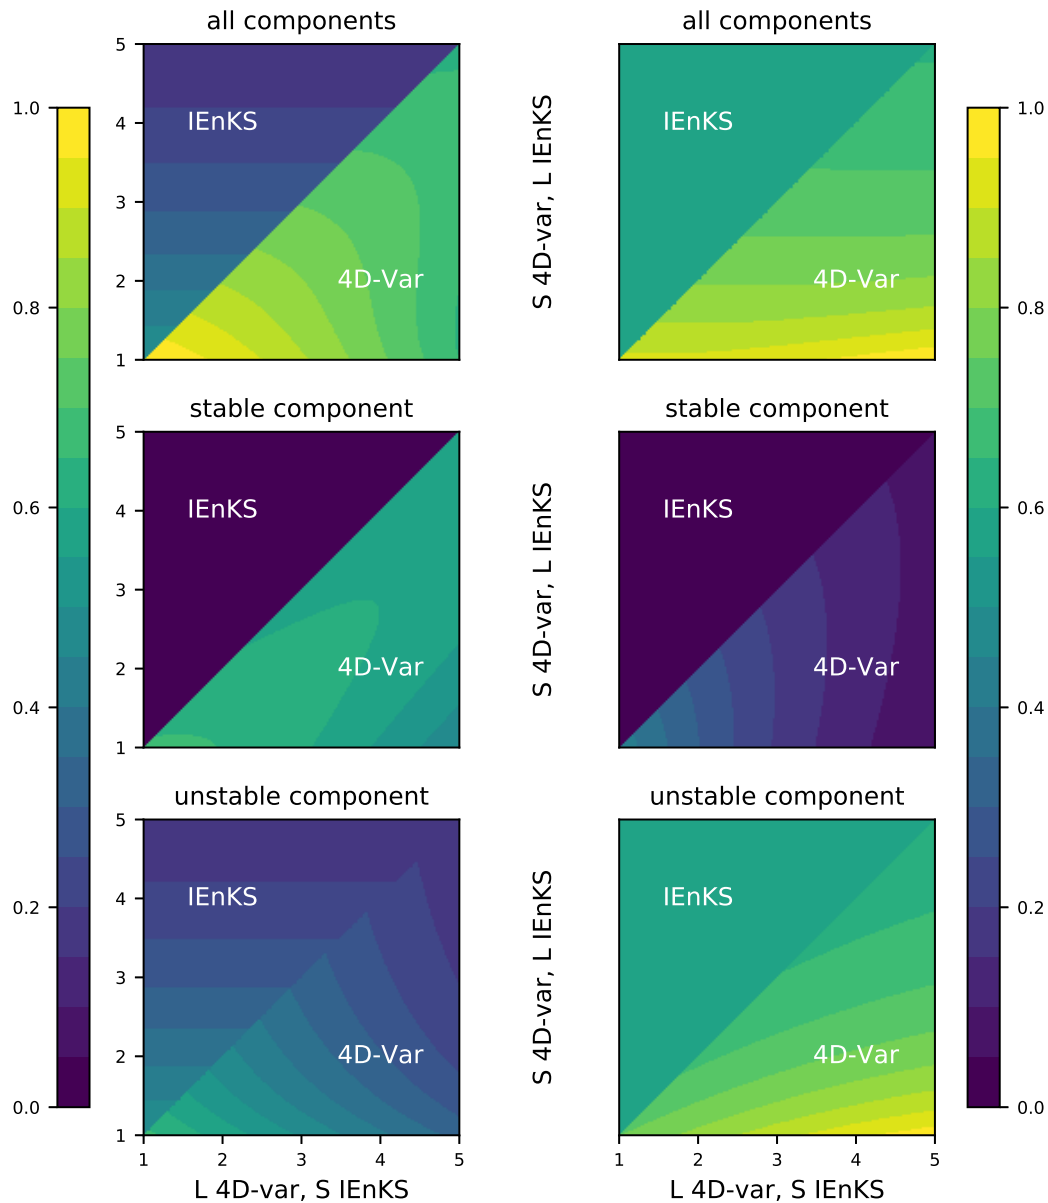 all components
all components
5
4
3
2
1
IEnKS
4D-Var
S 4D-var, L IEnKS
IEnKS
4D-Var
1.0
0.8
0.6
0.4
0.2
0.0
1.0
0.8
0.6
0.4
0.2
0.0
stable component
stable component
5
4
3
2
1
IEnKS
4D-Var
S 4D-var, L IEnKS
IEnKS
4D-Var
unstable component
unstable component
5
4
3
2
1
IEnKS
4D-Var
S 4D-var, L IEnKS
IEnKS
4D-Var
1 2 3 4 5
1 2 3 4 5
L 4D-var, S IEnKS
L 4D-var, S IEnKS